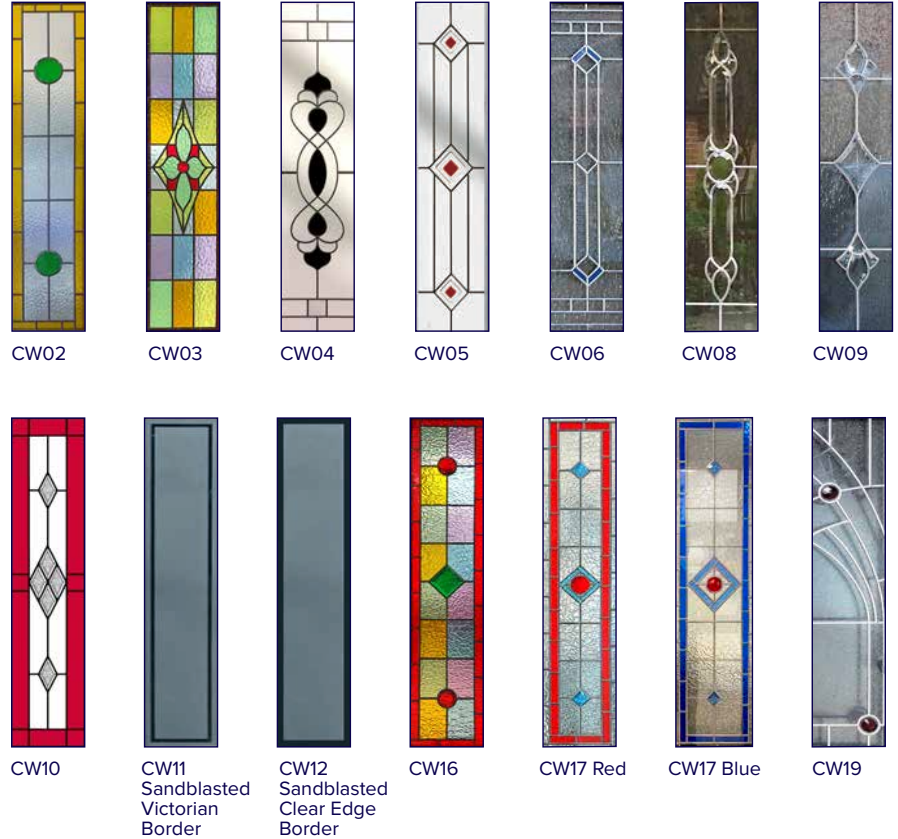 CW02
CW03
CW04
CW05
CW06
CW08
CW09
CW10
CW11
Sandblasted
Victorian
Border
CW12
Sandblasted
Clear Edge
Border
CW16
CW17 Red
CW17 Blue
CW19